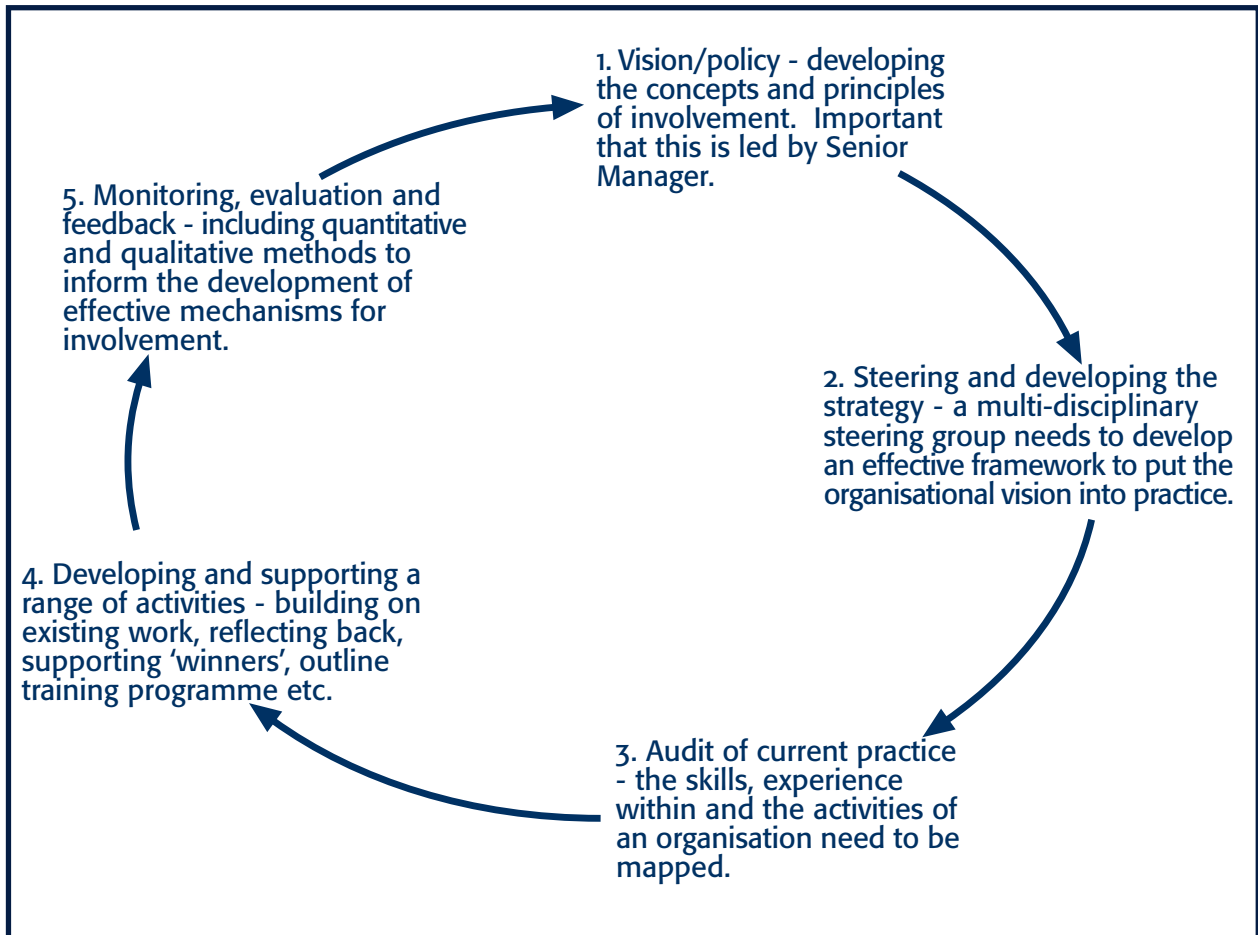 1. Vision/policy - developing
the concepts and principles
of involvement.  Important
that this is led by Senior
Manager.
2. Steering and developing the
strategy - a multi-disciplinary
steering group needs to develop
an effective framework to put the
organisational vision into practice.
3. Audit of current practice
- the skills, experience
within and the activities of
an organisation need to be
mapped.
4. Developing and supporting a
range of activities - building on
existing work, reflecting back,
supporting ‘winners’, outline
training programme etc.
5. Monitoring, evaluation and
feedback - including quantitative
and qualitative methods to
inform the development of
effective mechanisms for
involvement.